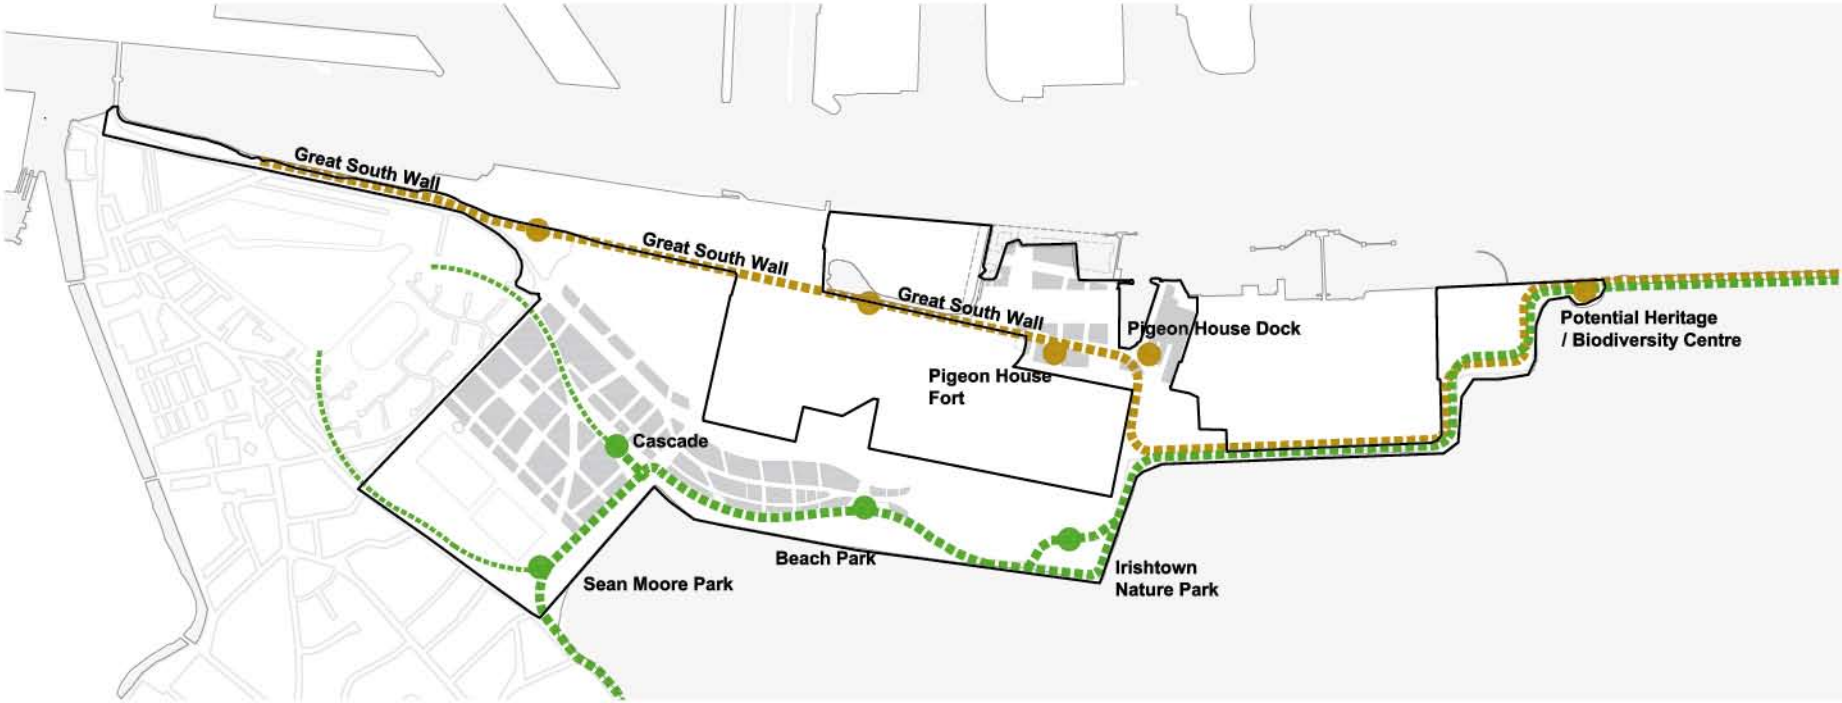 Great South Wall
Great South Wall
Great South Wall
Pigeon House Dock
Potential Heritage
/ Biodiversity Centre
Pigeon House
Fort
Cascade
Beach Park
Irishtown
Nature Park
Sean Moore Park